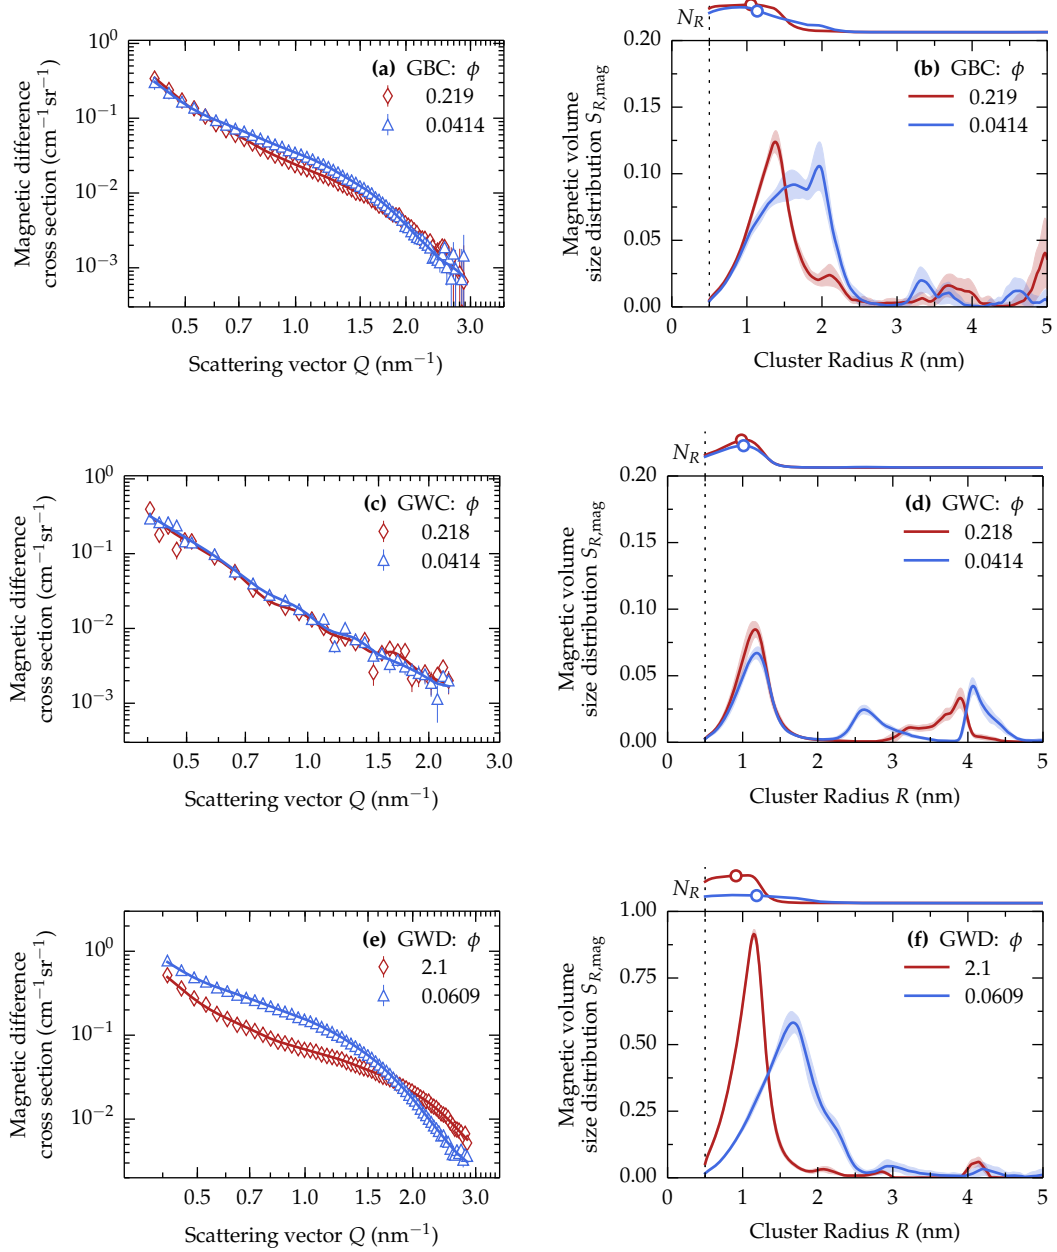 Magnetic difference
cross section (cm⁻¹sr⁻¹)
10⁰
10⁻¹
10⁻²
10⁻³
(a) GBC: ϕ
0.219
0.0414
0.5
0.7
1.0
1.5
2.0
3.0
Scattering vector Q (nm⁻¹)
N_R
Magnetic volume
size distribution S_R,mag
0.20
0.15
0.10
0.05
0.00
(b) GBC: ϕ
0.219
0.0414
0
1
2
3
4
5
Cluster Radius R (nm)
Magnetic difference
cross section (cm⁻¹sr⁻¹)
10⁰
10⁻¹
10⁻²
10⁻³
(c) GWC: ϕ
0.218
0.0414
0.5
0.7
1.0
1.5
2.0
3.0
Scattering vector Q (nm⁻¹)
N_R
Magnetic volume
size distribution S_R,mag
0.20
0.15
0.10
0.05
0.00
(d) GWC: ϕ
0.218
0.0414
0
1
2
3
4
5
Cluster Radius R (nm)
Magnetic difference
cross section (cm⁻¹sr⁻¹)
10⁰
10⁻¹
10⁻²
(e) GWD: ϕ
2.1
0.0609
0.5
0.7
1.0
1.5
2.0
3.0
Scattering vector Q (nm⁻¹)
N_R
Magnetic volume
size distribution S_R,mag
1.00
0.75
0.50
0.25
0.00
(f) GWD: ϕ
2.1
0.0609
0
1
2
3
4
5
Cluster Radius R (nm)